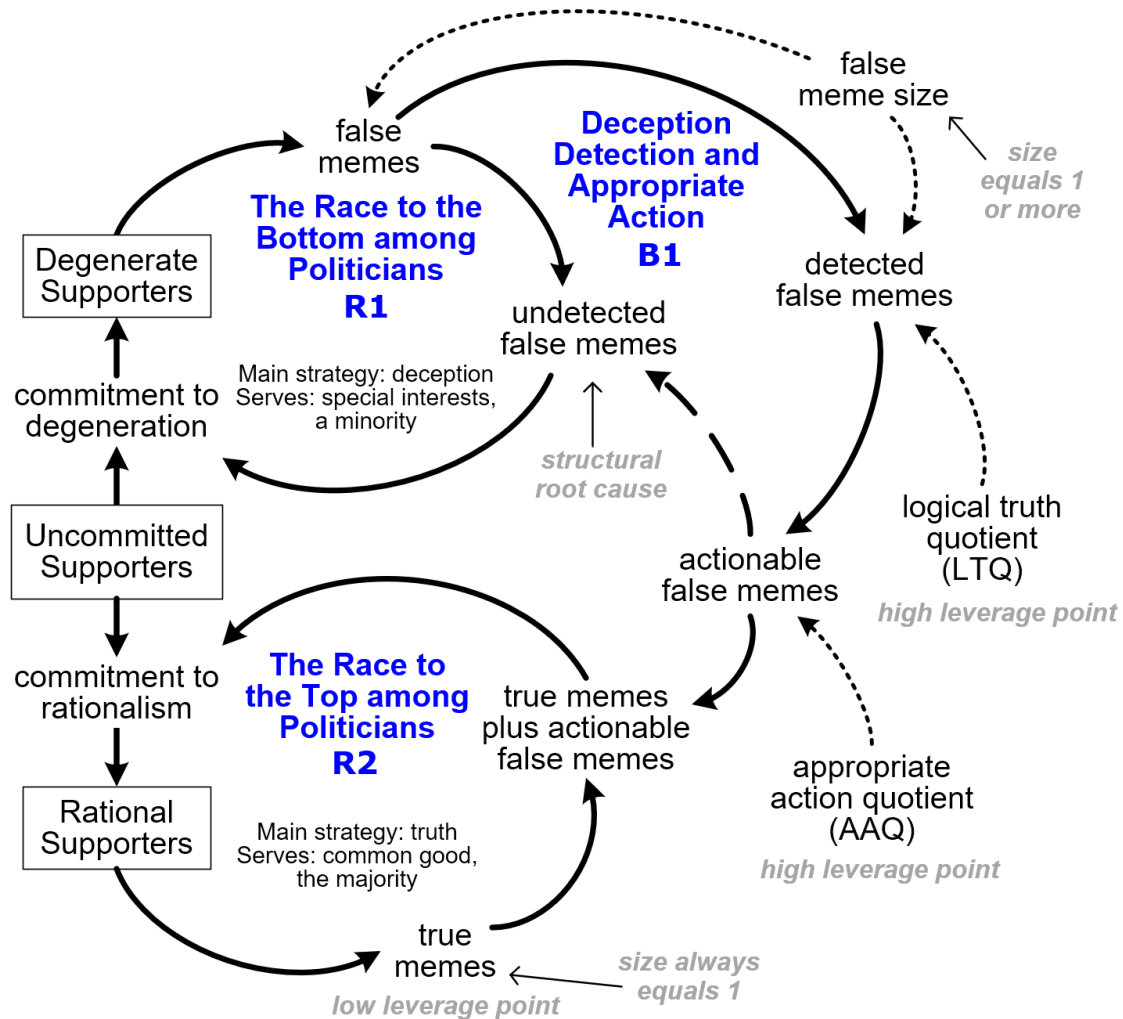 false
meme size
size
equals 1
or more
false
memes
Deception
Detection and
Appropriate
Action
B1
The Race to the
Bottom among
Politicians
R1
Degenerate
Supporters
detected
false memes
undetected
false memes
Main strategy: deception
Serves: special interests,
a minority
commitment to
degeneration
structural
root cause
logical truth
quotient
(LTQ)
high leverage point
Uncommitted
Supporters
actionable
false memes
commitment to
rationalism
The Race to
the Top among
Politicians
R2
true memes
plus actionable
false memes
appropriate
action quotient
(AAQ)
high leverage point
Rational
Supporters
Main strategy: truth
Serves: common good,
the majority
true
memes
low leverage point
size always
equals 1